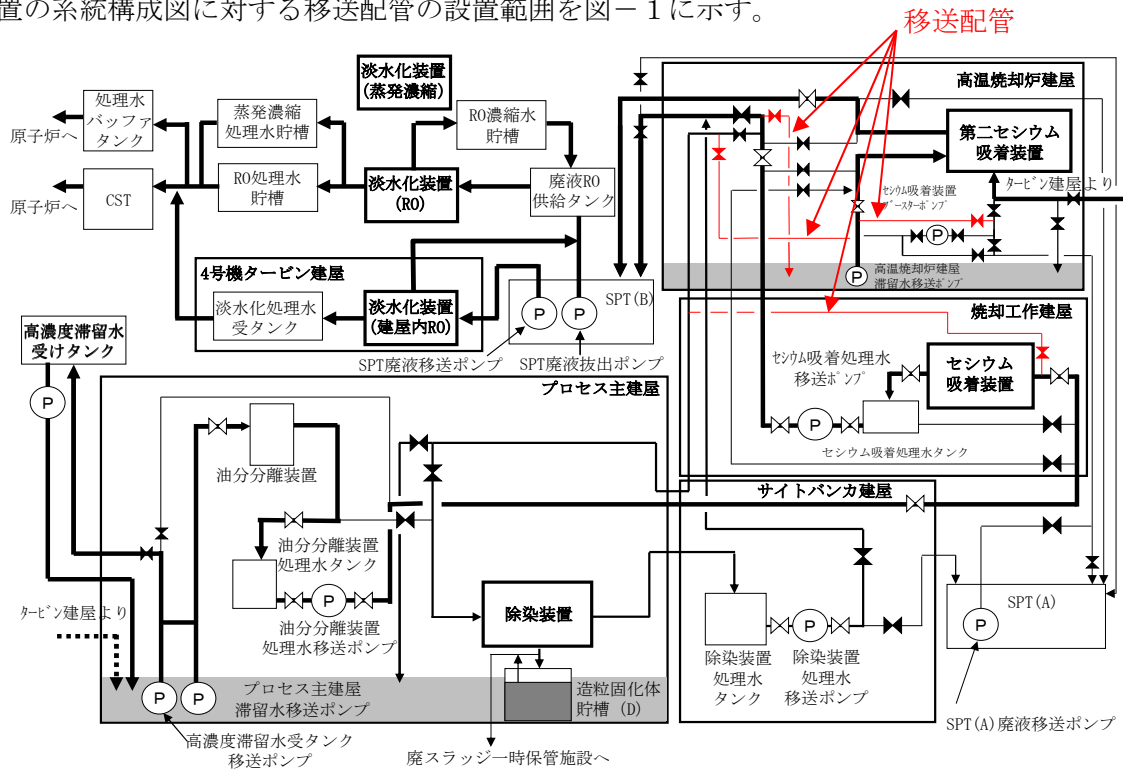 置の系統構成図に対する移送配管の設置範囲を図－１に示す。
移送配管
高温焼却炉建屋
淡水化装置
(蒸発濃縮)
処理水
バッファ
タンク
原子炉へ
蒸発濃縮
処理水貯槽
RO濃縮水
貯槽
第二セシウム
吸着装置
CST
原子炉へ
RO処理水
貯槽
淡水化装置
(RO)
廃液RO
供給タンク
セシウム吸着装置
ブースターポンプ
タービン建屋より
P
P
高温焼却炉建屋
滞留水移送ポンプ
4号機タービン建屋
淡水化処理水
受タンク
淡水化装置
(建屋内RO)
P
P
SPT(B)
SPT廃液移送ポンプ
SPT廃液抜出ポンプ
焼却工作建屋
高濃度滞留水
受けタンク
P
セシウム吸着処理水
移送ポンプ
P
セシウム
吸着装置
セシウム吸着処理水タンク
プロセス主建屋
油分分離装置
サイトバンカ建屋
油分分離装置
処理水タンク
P
油分分離装置
処理水移送ポンプ
タービン建屋より
除染装置
P
除染装置
処理水
タンク
除染装置
処理水
移送ポンプ
SPT(A)
P
SPT(A)廃液移送ポンプ
P
P
プロセス主建屋
滞留水移送ポンプ
造粒固化体
貯槽(D)
高濃度滞留水受タンク
移送ポンプ
廃スラッジ一時保管施設へ